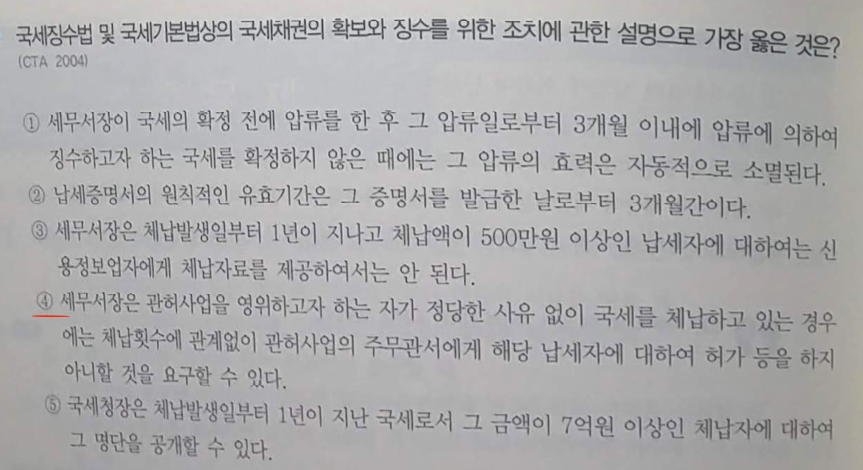 국세징수법 및 국세기본법상의 국세채권의 확보와 징수를 위한 조치에 관한 설명으로 가장 옳은 것은?
(CTA 2004)
① 세무서장이 국세의 확정 전에 압류를 한 후 그 압류일로부터 3개월 이내에 압류에 의하여
징수하고자 하는 국세를 확정하지 않은 때에는 그 압류의 효력은 자동적으로 소멸된다.
② 납세증명서의 원칙적인 유효기간은 그 증명서를 발급한 날로부터 3개월간이다.
③ 세무서장은 체납발생일부터 1년이 지나고 체납액이 500만원 이상인 납세자에 대하여는 신
용정보업자에게 체납자료를 제공하여서는 안 된다.
④ 세무서장은 관허사업을 영위하고자 하는 자가 정당한 사유 없이 국세를 체납하고 있는 경우
에는 체납횟수에 관계없이 관허사업의 주무관서에게 해당 납세자에 대하여 허가 등을 하지
아니할 것을 요구할 수 있다.
⑤ 국세청장은 체납발생일부터 1년이 지난 국세로서 그 금액이 7억원 이상인 체납자에 대하여
그 명단을 공개할 수 있다.